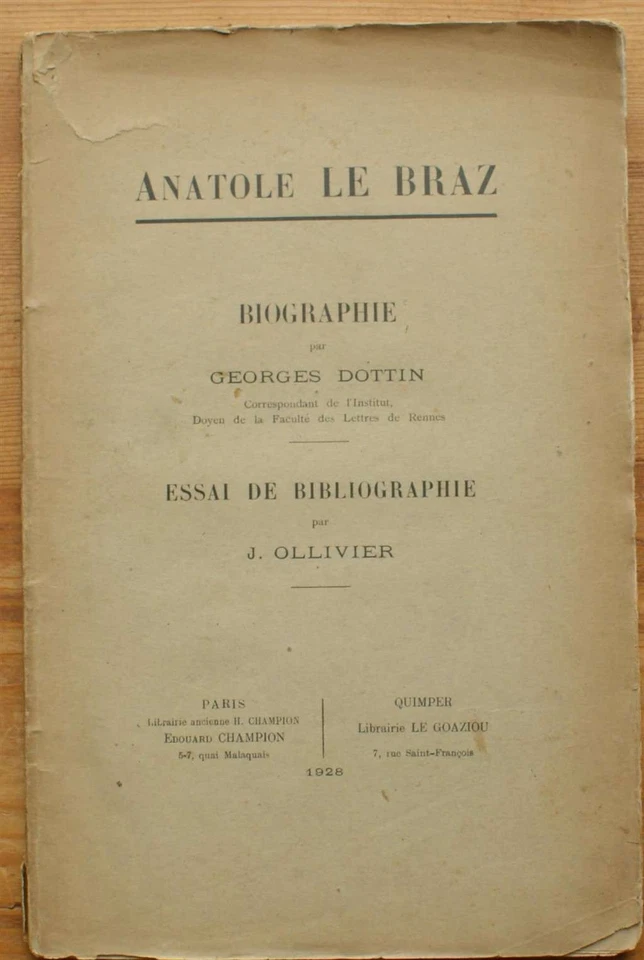 ANATOLE LE BRAZ
BIOGRAPHIE
par
GEORGES DOTTIN
Correspondant de l'Institut,
Doyen de la Faculté des Lettres de Rennes
ESSAI DE BIBLIOGRAPHIE
par
J. OLLIVIER
PARIS
Librairie ancienne H. CHAMPION
EDOUARD CHAMPION
5-7, quai Malaquais
QUIMPER
Librairie LE GOAZIOU
7, rue Saint-François
1928